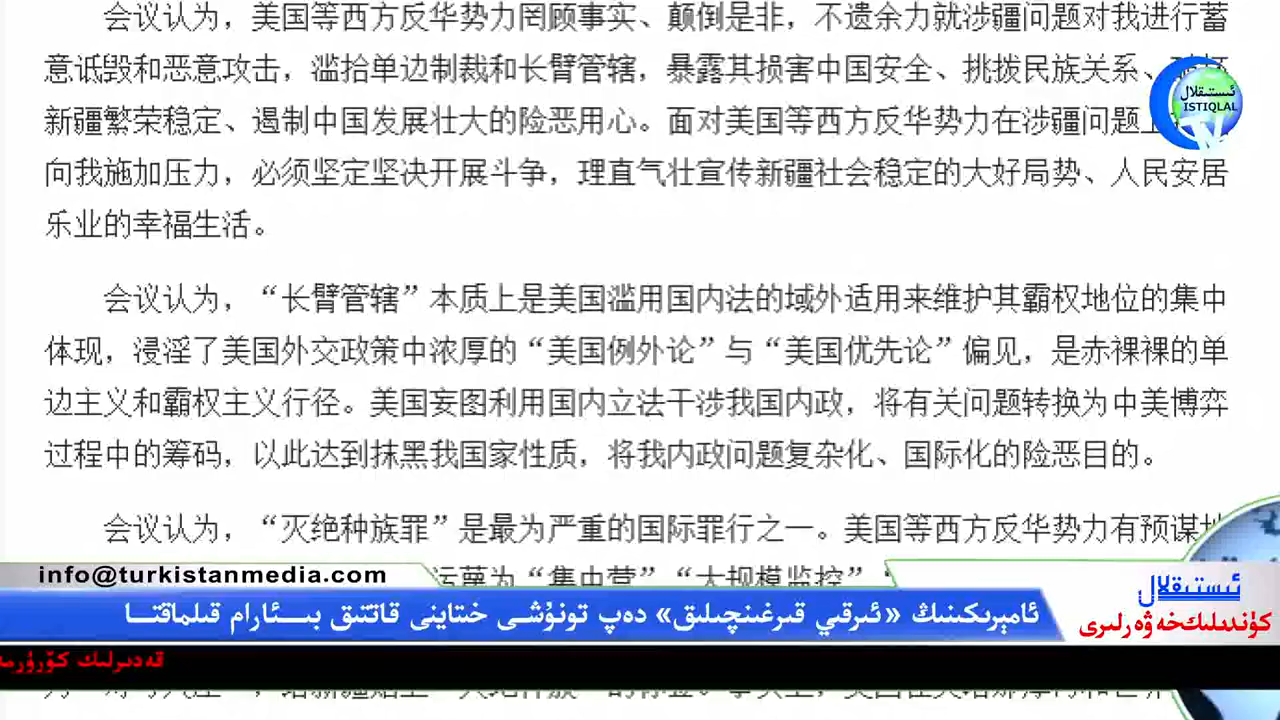 会议认为，美国等西方反华势力罔顾事实、颠倒是非，不遗余力就涉疆问题对我进行蓄
意诋毁和恶意攻击，滥拾单边制裁和长臂管辖，暴露其损害中国安全、挑拨民族关系、
新疆繁荣稳定、遏制中国发展壮大的险恶用心。面对美国等西方反华势力在涉疆问题上
向我施加压力，必须坚定坚决开展斗争，理直气壮宣传新疆社会稳定的大好局势、人民安居
乐业的幸福生活。
ئىستىقلال
ISTIQLAL
会议认为，“长臂管辖”本质上是美国滥用国内法的域外适用来维护其霸权地位的集中
体现，浸淫了美国外交政策中浓厚的“美国例外论”与“美国优先论”偏见，是赤裸裸的单
边主义和霸权主义行径。美国妄图利用国内立法干涉我国内政，将有关问题转换为中美博弈
过程中的筹码，以此达到抹黑我国家性质，将我内政问题复杂化、国际化的险恶目的。
会议认为，“灭绝种族罪”是最为严重的国际罪行之一。美国等西方反华势力有预谋地
为“集中营”“大规模监控”
info@turkistanmedia.com
ئامېرىكىنىڭ «ئىرقىي قىرغىنچىلىق» دەپ تونۇشى خىتاينى قاتتىق بىئارام قىلماقتا
ئىستىقلال
كۈندىلىك خەۋەرلىرى
قەدىرلىك كۆرۈرمە